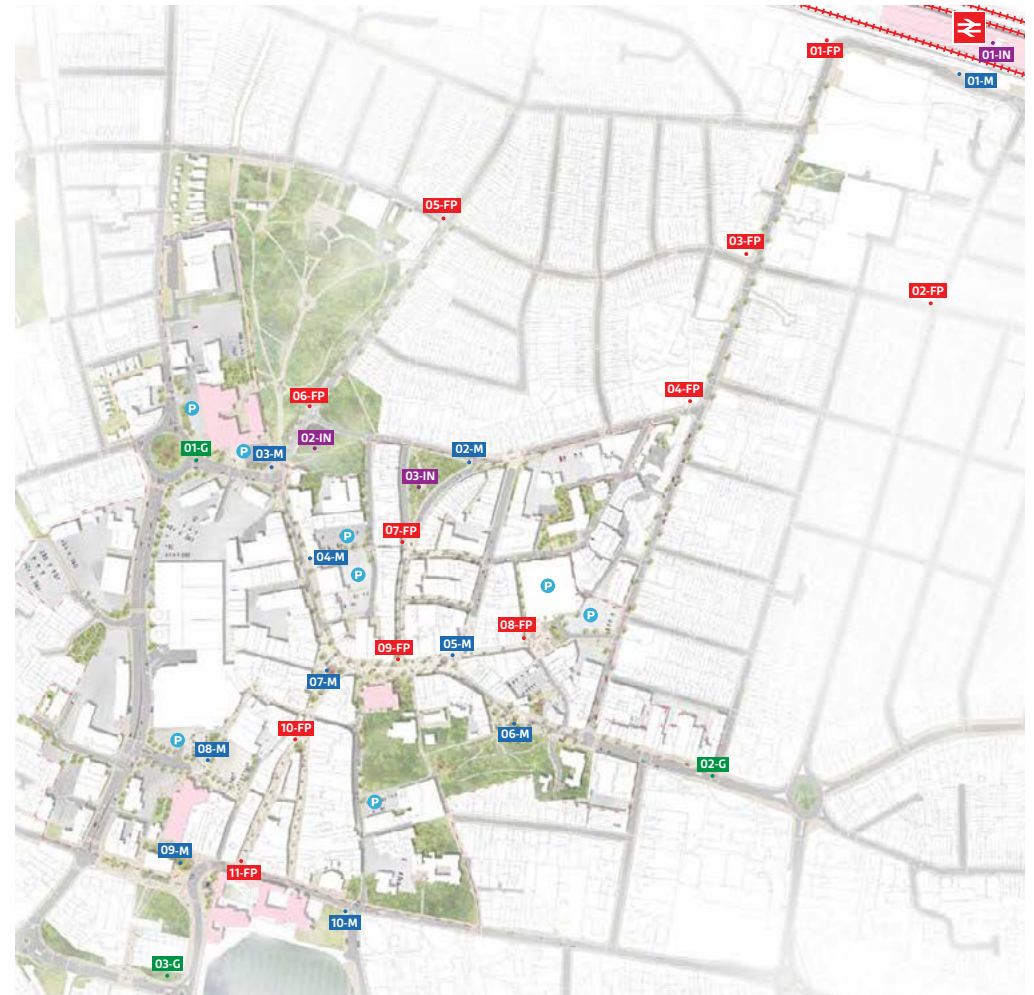 01-FP
01-IN
01-M
05-FP
03-FP
02-FP
04-FP
06-FP
P
02-IN
01-G
P
03-M
02-M
03-IN
07-FP
P
04-M
P
P
P
08-FP
09-FP
05-M
07-M
10-FP
06-M
P
08-M
02-G
P
09-M
11-FP
10-M
03-G